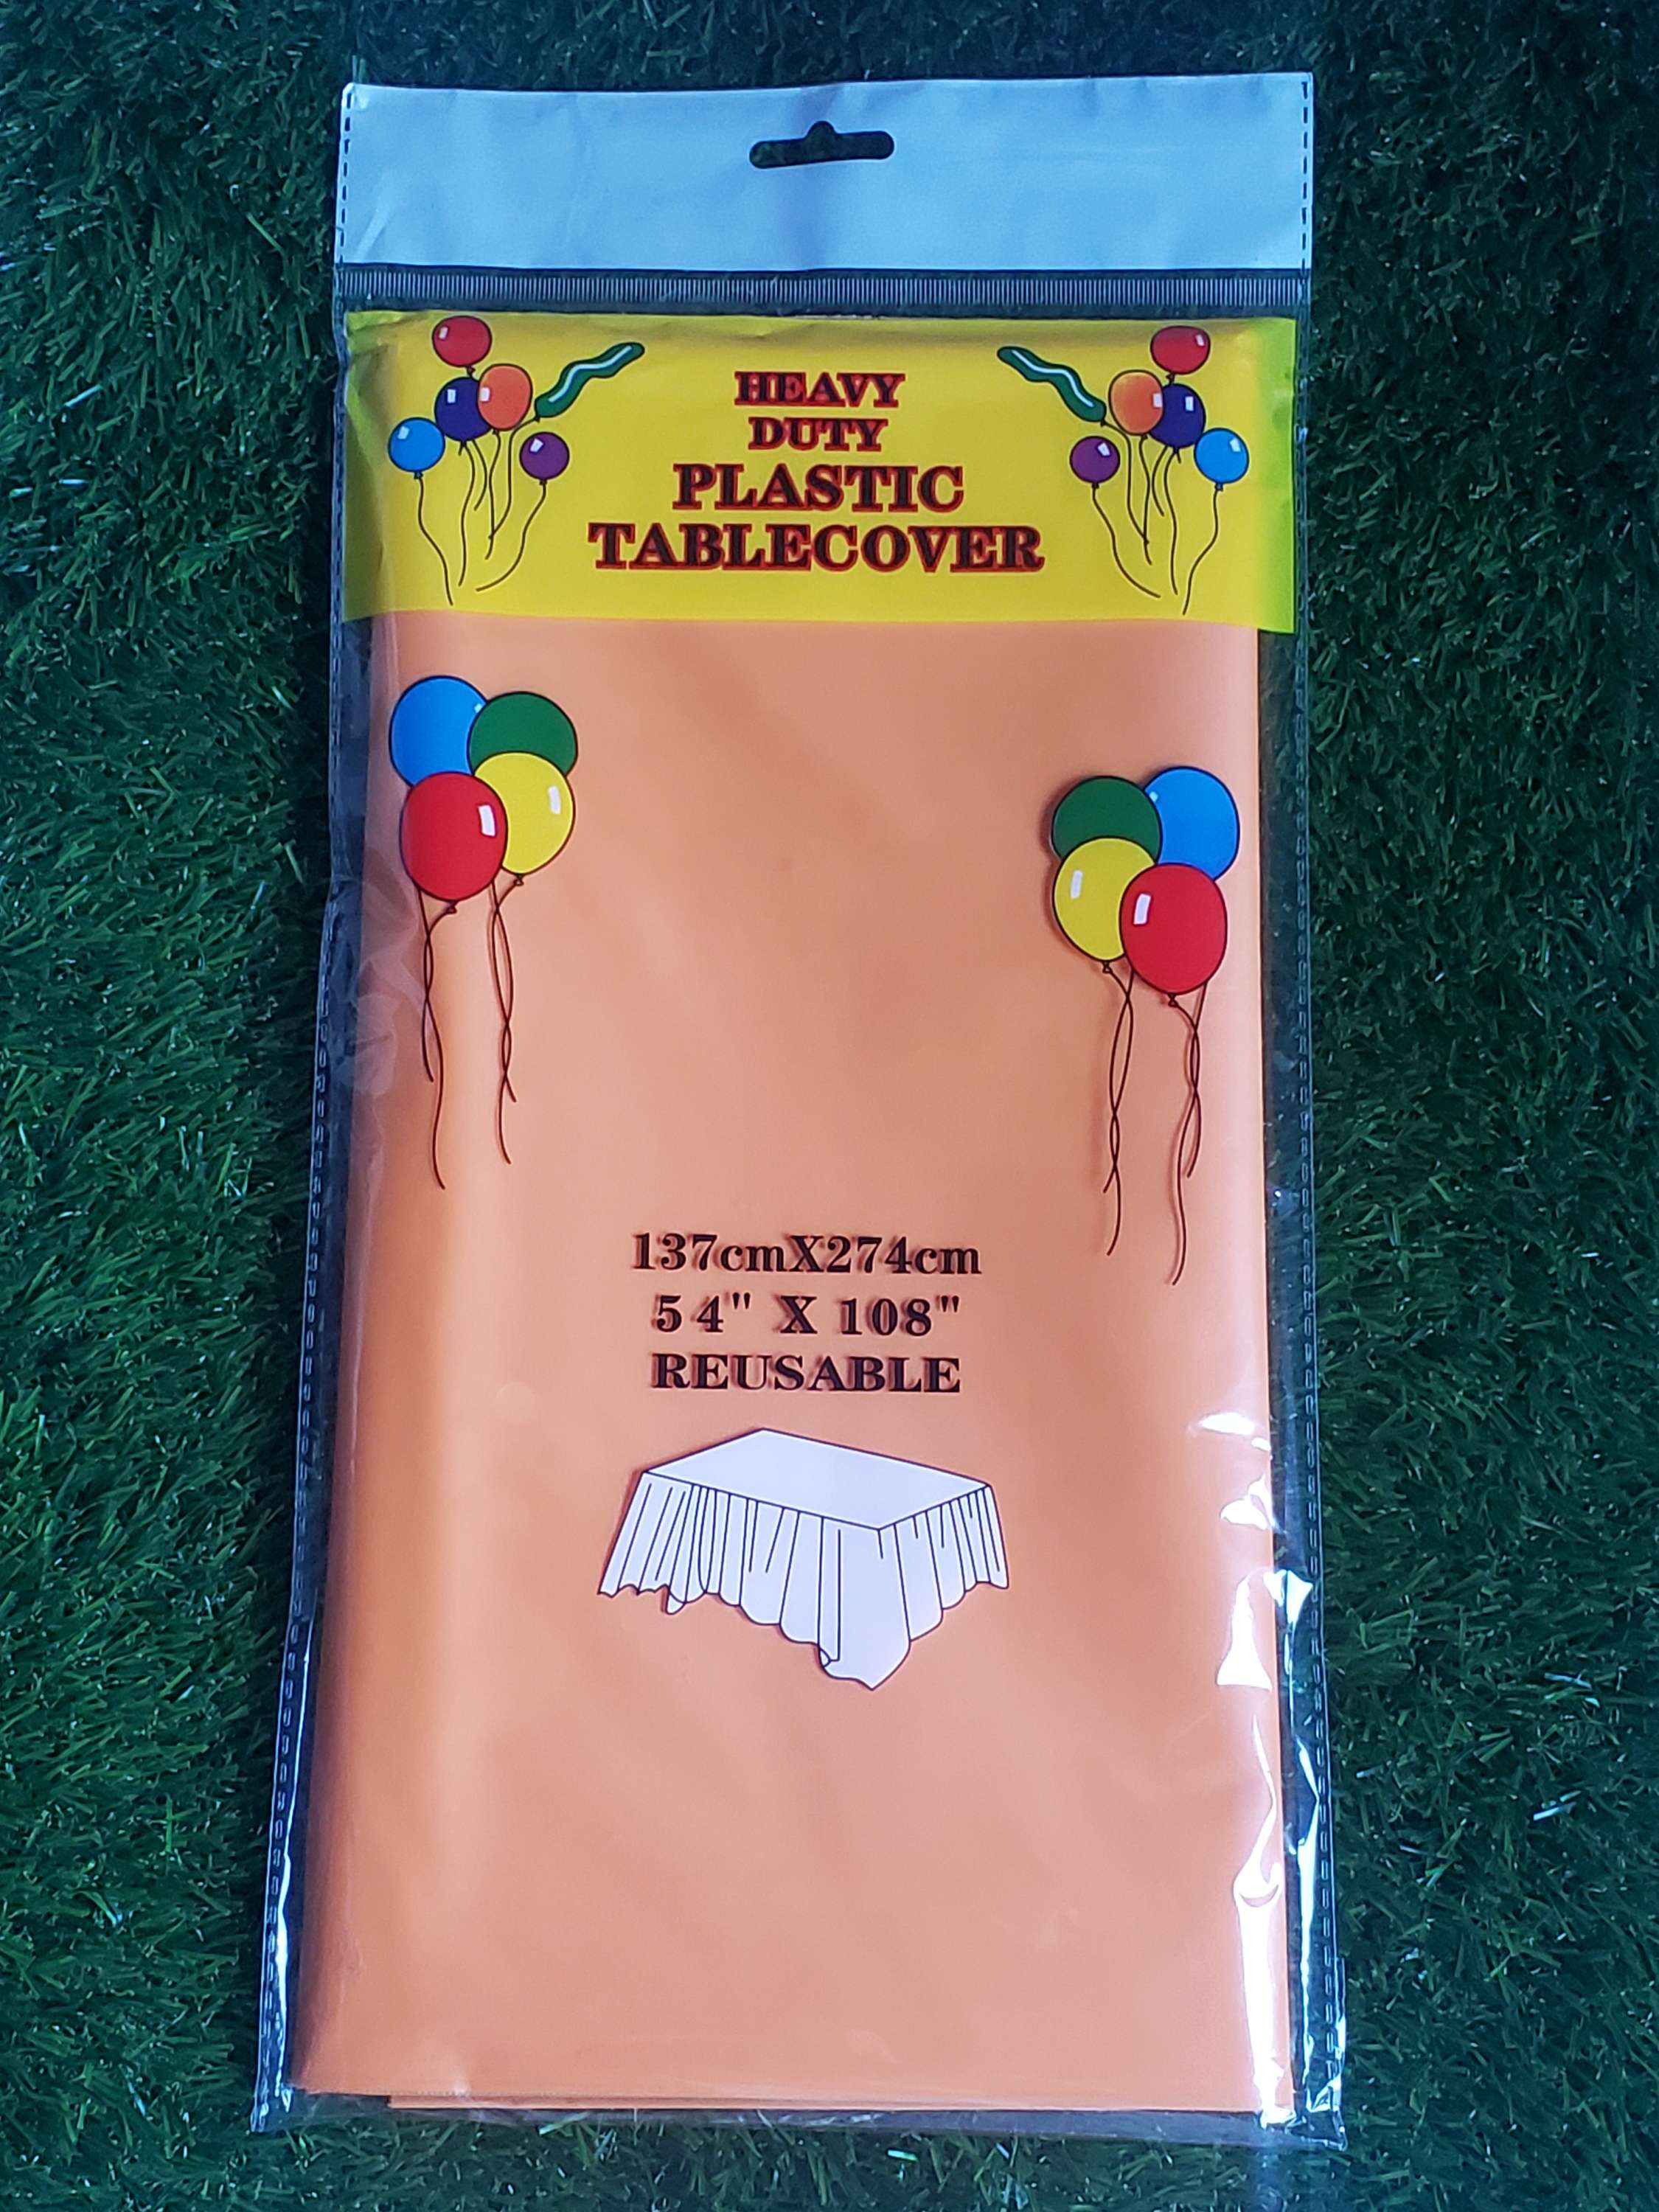 HEAVY
DUTY
PLASTIC
TABLECOVER
137cmX274cm
54" X 108"
REUSABLE